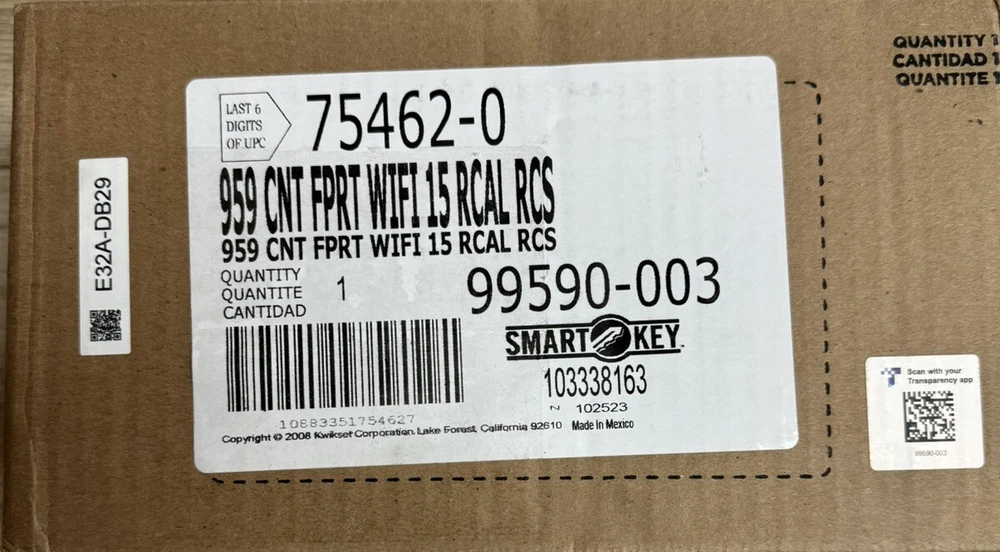 QUANTITY 1
CANTIDAD 1
QUANTITE 1
LAST 6
DIGITS
OF UPC
75462-0
959 CNT FPRT WIFI 15 RCAL RCS
959 CNT FPRT WIFI 15 RCAL RCS
QUANTITY
QUANTITE 1
CANTIDAD
99590-003
SMART KEY
103338163
N 102523
10883351754627
Copyright © 2008 Kwikset Corporation. Lake Forest, California 92610 Made in Mexico
E32A-DB29
Scan with your
Transparency app
99590-003